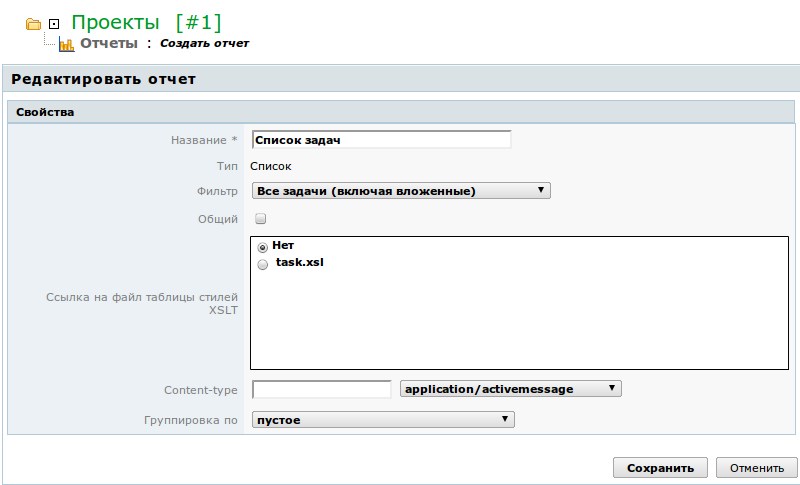 Проекты [#1]
Отчеты : Создать отчет
Редактировать отчет
Свойства
Название * Список задач
Тип Список
Фильтр Все задачи (включая вложенные)
Общий
Нет
task.xsl
Ссылка на файл таблицы стилей
XSLT
Content-type application/activemessage
Группировка по пустое
Сохранить Отменить